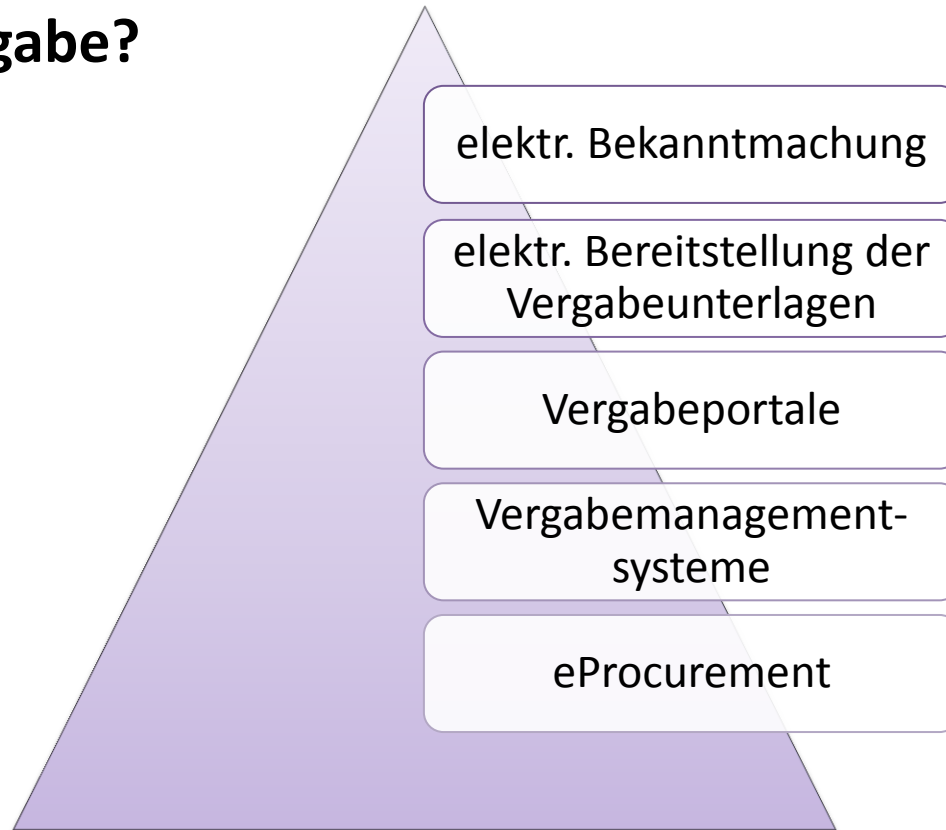 gabe?
elektr. Bekanntmachung
elektr. Bereitstellung der
Vergabeunterlagen
Vergabeportale
Vergabemanagement-
systeme
eProcurement